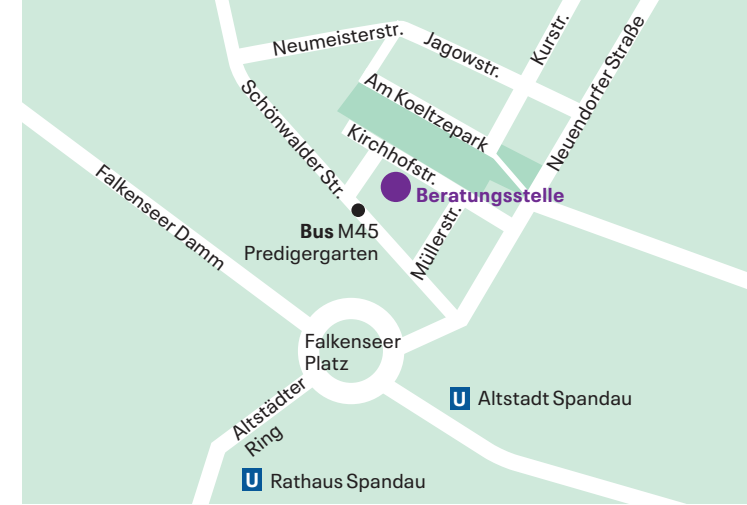 Neumeisterstr.
Jagowstr.
Kurstr.
Neuendorfer Straße
Am Koeltzepark
Schönwalder Str.
Kirchhofstr.
Beratungsstelle
Falkenseer Damm
Bus M45
Predigergarten
Müllerstr.
Falkenseer
Platz
Altstädter
Ring
U Altstadt Spandau
U Rathaus Spandau